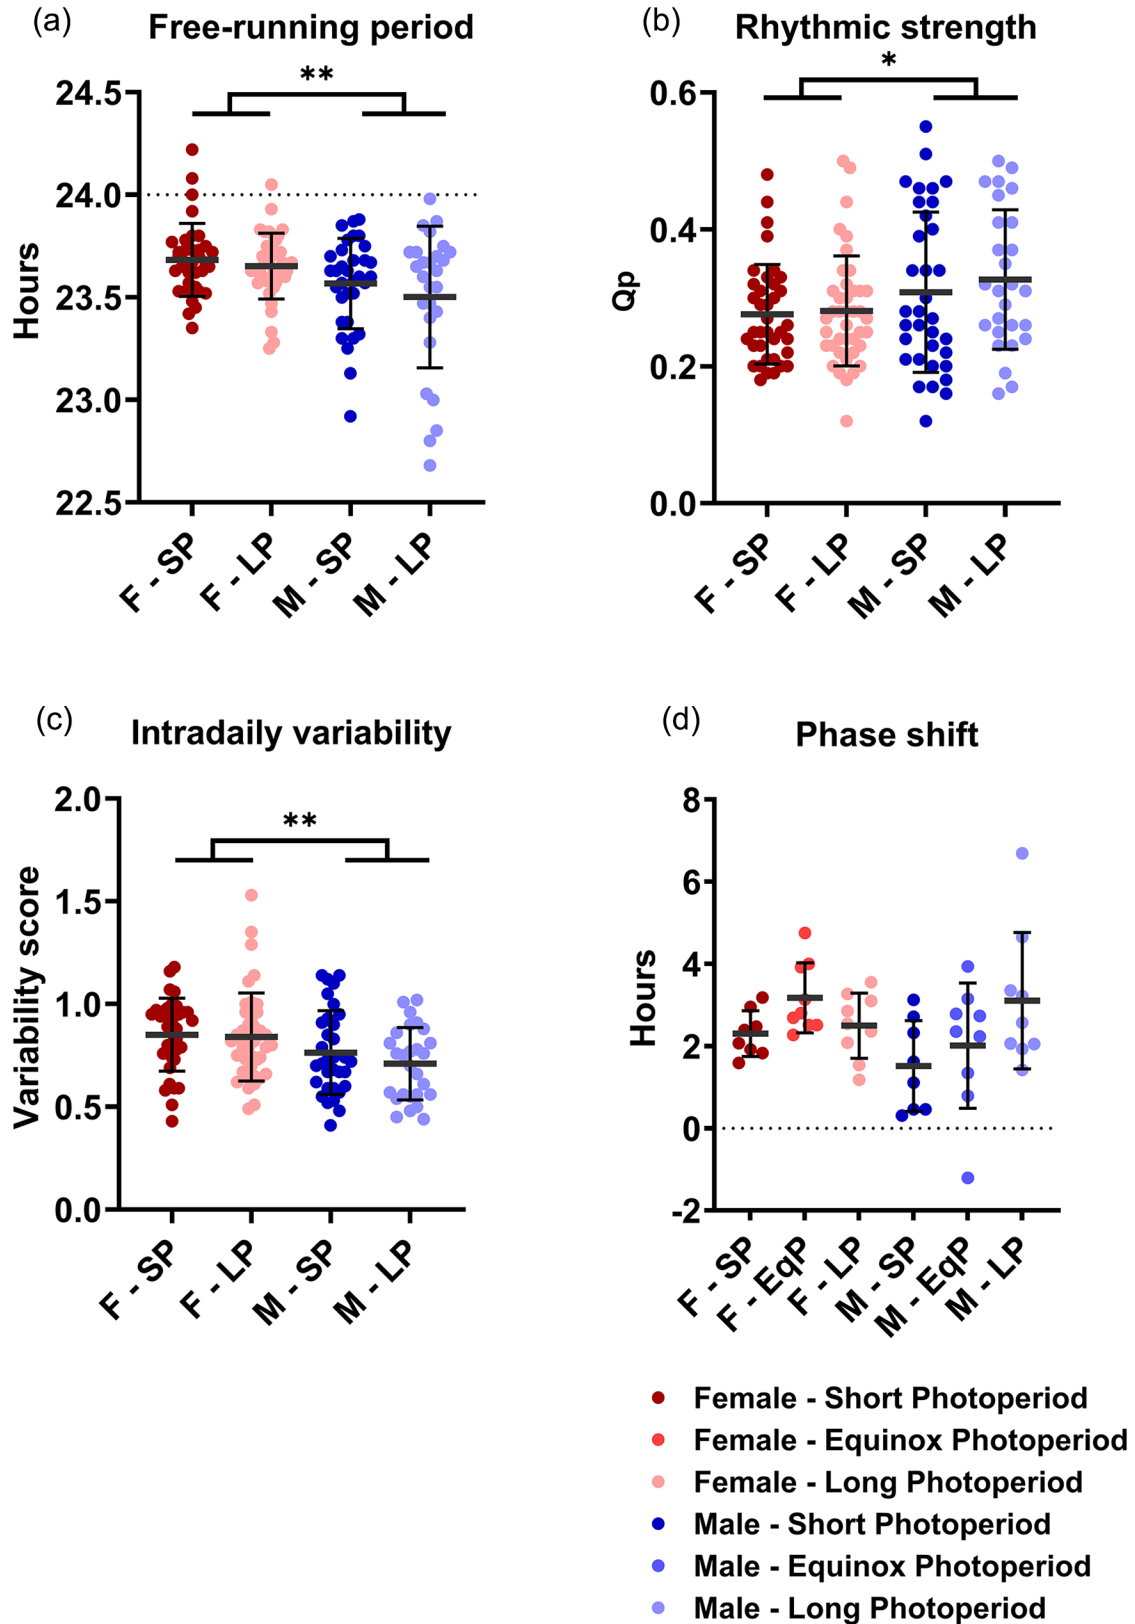 (a)
Free-running period
**
24.5
24.0
23.5
23.0
22.5
Hours
F - SP
F - LP
M - SP
M - LP
(b)
Rhythmic strength
*
0.6
0.4
0.2
0.0
Qp
F - SP
F - LP
M - SP
M - LP
(c)
Intradaily variability
**
2.0
1.5
1.0
0.5
0.0
Variability score
F - SP
F - LP
M - SP
M - LP
(d)
Phase shift
8
6
4
2
0
-2
Hours
F - SP
F - EqP
F - LP
M - SP
M - EqP
M - LP
Female - Short Photoperiod
Female - Equinox Photoperiod
Female - Long Photoperiod
Male - Short Photoperiod
Male - Equinox Photoperiod
Male - Long Photoperiod